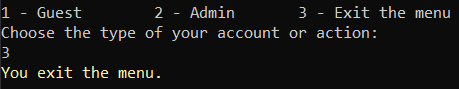 1 - Guest        2 - Admin        3 - Exit the menu
Choose the type of your account or action:
3
You exit the menu.